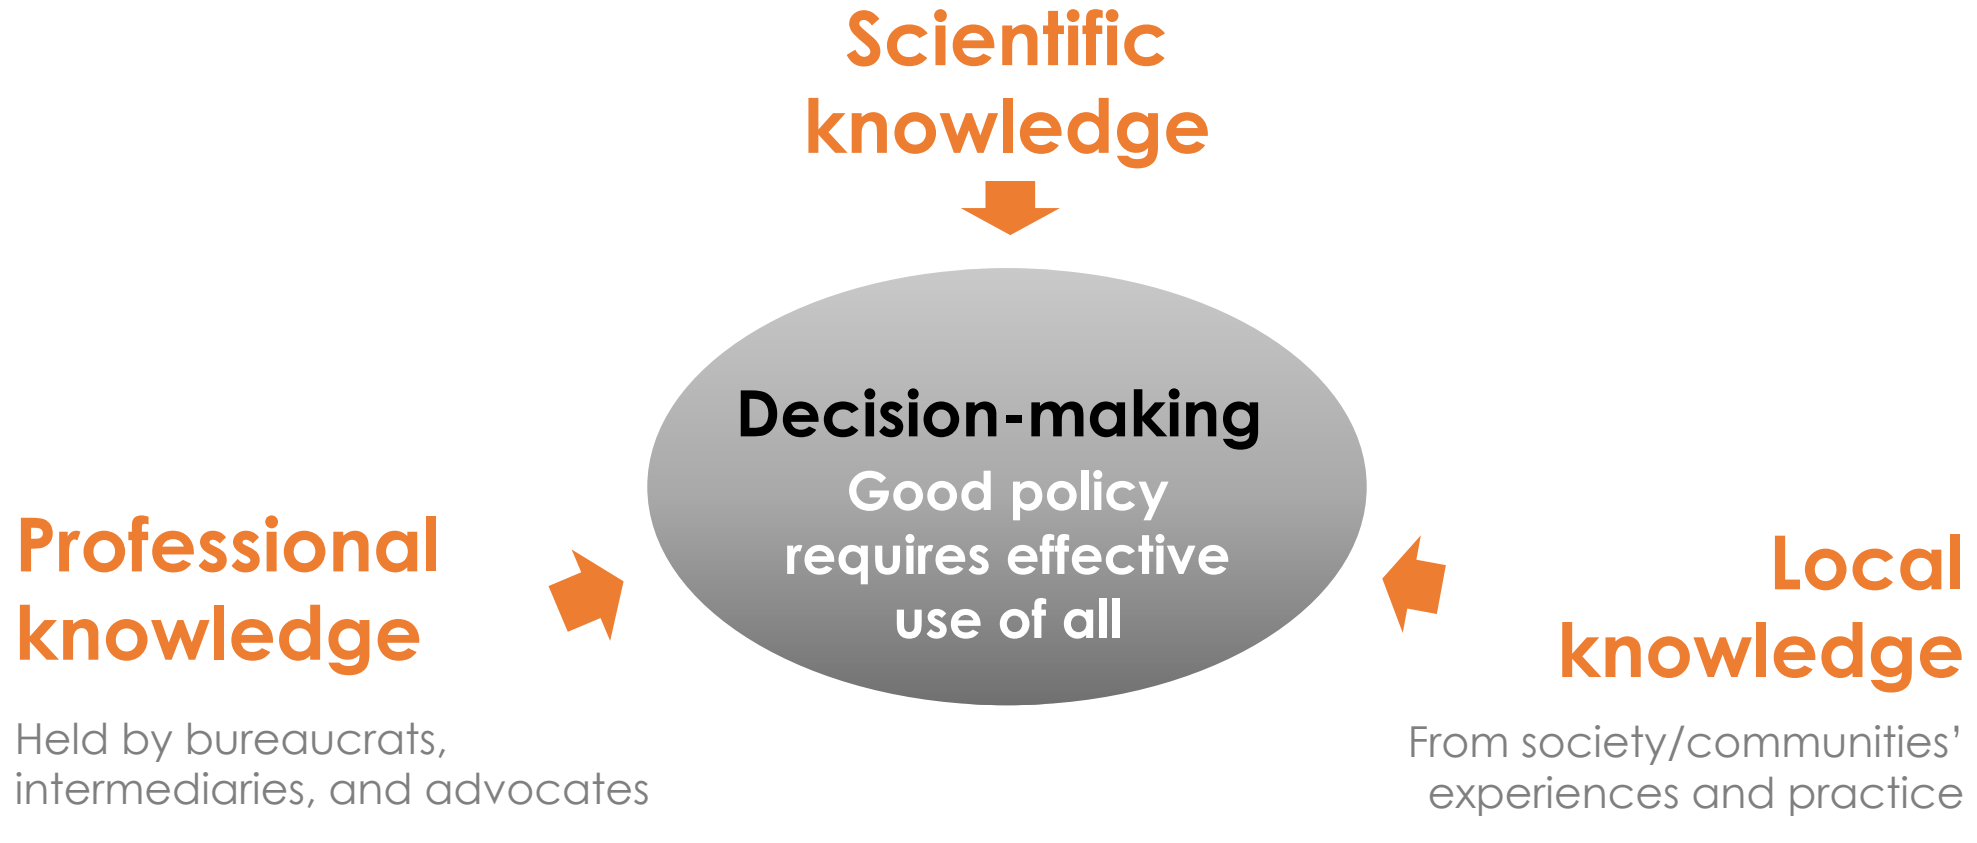 Scientific
knowledge
Decision-making
Good policy
requires effective
use of all
Professional
knowledge
Held by bureaucrats,
intermediaries, and advocates
Local
knowledge
From society/communities’
experiences and practice